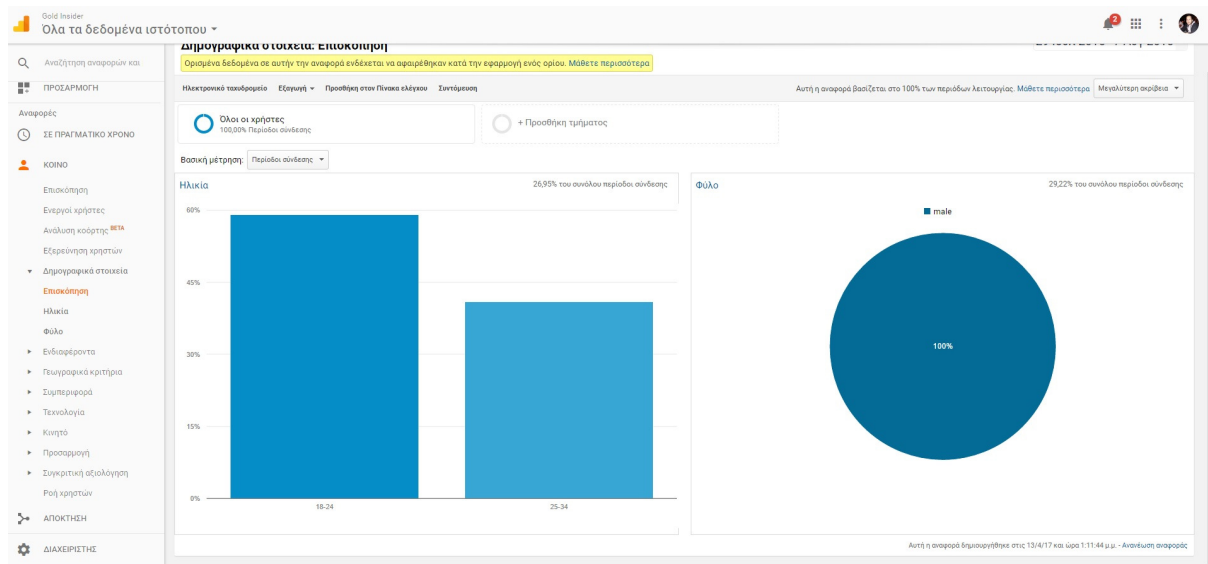 Gold Insider
Όλα τα δεδομένα ιστότοπου
2
Δημογραφικά στοιχεία: Επισκόπηση
Αναζήτηση αναφορών και
Ορισμένα δεδομένα σε αυτήν την αναφορά ενδέχεται να αφαιρέθηκαν κατά την εφαρμογή ενός ορίου. Μάθετε περισσότερα
ΠΡΟΣΑΡΜΟΓΗ
Ηλεκτρονικό ταχυδρομείο Εξαγωγή Προσθήκη στον Πίνακα ελέγχου Συντόμευση
Αυτή η αναφορά βασίζεται στο 100% των περιόδων λειτουργίας. Μάθετε περισσότερα
Μεγαλύτερη ακρίβεια
Αναφορές
ΣΕ ΠΡΑΓΜΑΤΙΚΟ ΧΡΟΝΟ
ΚΟΙΝΟ
Επισκόπηση
Ενεργοί χρήστες
Ανάλυση κοόρτης BETA
Εξερεύνηση χρηστών
Δημογραφικά στοιχεία
Επισκόπηση
Ηλικία
Φύλο
Ενδιαφέροντα
Γεωγραφικά κριτήρια
Συμπεριφορά
Τεχνολογία
Κινητό
Προσαρμογή
Συγκριτική αξιολόγηση
Ροή χρηστών
ΑΠΟΚΤΗΣΗ
ΔΙΑΧΕΙΡΙΣΤΗΣ
Όλοι οι χρήστες
100,00% Περίοδοι σύνδεσης
+ Προσθήκη τμήματος
Βασική μέτρηση: Περίοδοι σύνδεσης
Ηλικία
26,95% του συνόλου περίοδοι σύνδεσης
60%
45%
30%
15%
0%
18-24
25-34
Φύλο
29,22% του συνόλου περίοδοι σύνδεσης
male
100%
Αυτή η αναφορά δημιουργήθηκε στις 13/4/17 και ώρα 1:11:44 μ.μ. - Ανανέωση αναφοράς